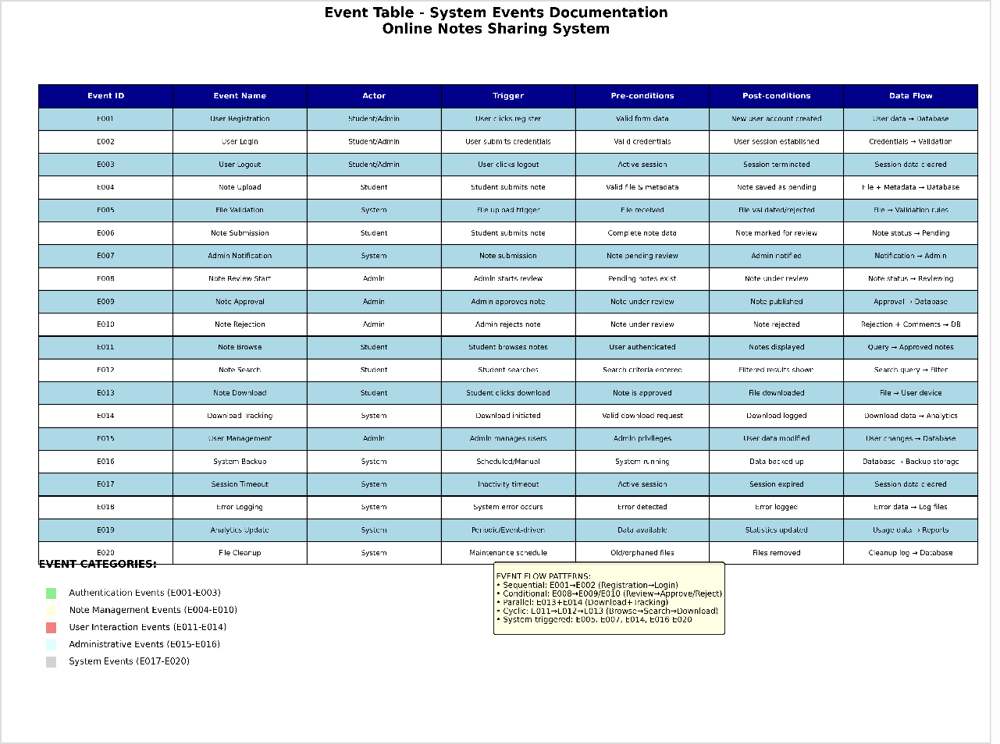 Event Table - System Events Documentation
Online Notes Sharing System
Event ID Event Name Actor Trigger Pre-conditions Post-conditions Data Flow
E001 User Registration Student/Admin User clicks register Valid form data New user account created User data → Database
E002 User Login Student/Admin User submits credentials Valid credentials User session established Credentials → Validation
E003 User Logout Student/Admin User clicks logout Active session Session terminated Session data cleared
E004 Note Upload Student Student submits note Valid file & metadata Note saved as pending File + Metadata → Database
E005 File Validation System File upload trigger File received File validated/rejected File → Validation rules
E006 Note Submission Student Student submits note Complete note data Note marked for review Note status → Pending
E007 Admin Notification System Note submission Note pending review Admin notified Notification → Admin
E008 Note Review Start Admin Admin starts review Pending notes exist Note under review Note status → Reviewing
E009 Note Approval Admin Admin approves note Note under review Note published Approval → Database
E010 Note Rejection Admin Admin rejects note Note under review Note rejected Rejection + Comments → DB
E011 Note Browse Student Student browses notes User authenticated Notes displayed Query → Approved notes
E012 Note Search Student Student searches Search criteria entered Filtered results shown Search query → Filter
E013 Note Download Student Student clicks download Note is approved File downloaded File → User device
E014 Download Tracking System Download initiated Valid download request Download logged Download data → Analytics
E015 User Management Admin Admin manages users Admin privileges User data modified User changes → Database
E016 System Backup System Scheduled/Manual System running Data backed up Database → Backup storage
E017 Session Timeout System Inactivity timeout Active session Session expired Session data cleared
E018 Error Logging System System error occurs Error detected Error logged Error data → Log files
E019 Analytics Update System Periodic/Event-driven Data available Statistics updated Usage data → Reports
E020 File Cleanup System Maintenance schedule Old/orphaned files Files removed Cleanup log → Database
EVENT CATEGORIES:
Authentication Events (E001-E003)
Note Management Events (E004-E010)
User Interaction Events (E011-E014)
Administrative Events (E015-E016)
System Events (E017-E020)
EVENT FLOW PATTERNS:
• Sequential: E001→E002 (Registration→Login)
• Conditional: E008→E009/E010 (Review→Approve/Reject)
• Parallel: E013+E014 (Download+Tracking)
• Cyclic: E011→E012→E013 (Browse→Search→Download)
• System triggered: E005, E007, E014, E016-E020